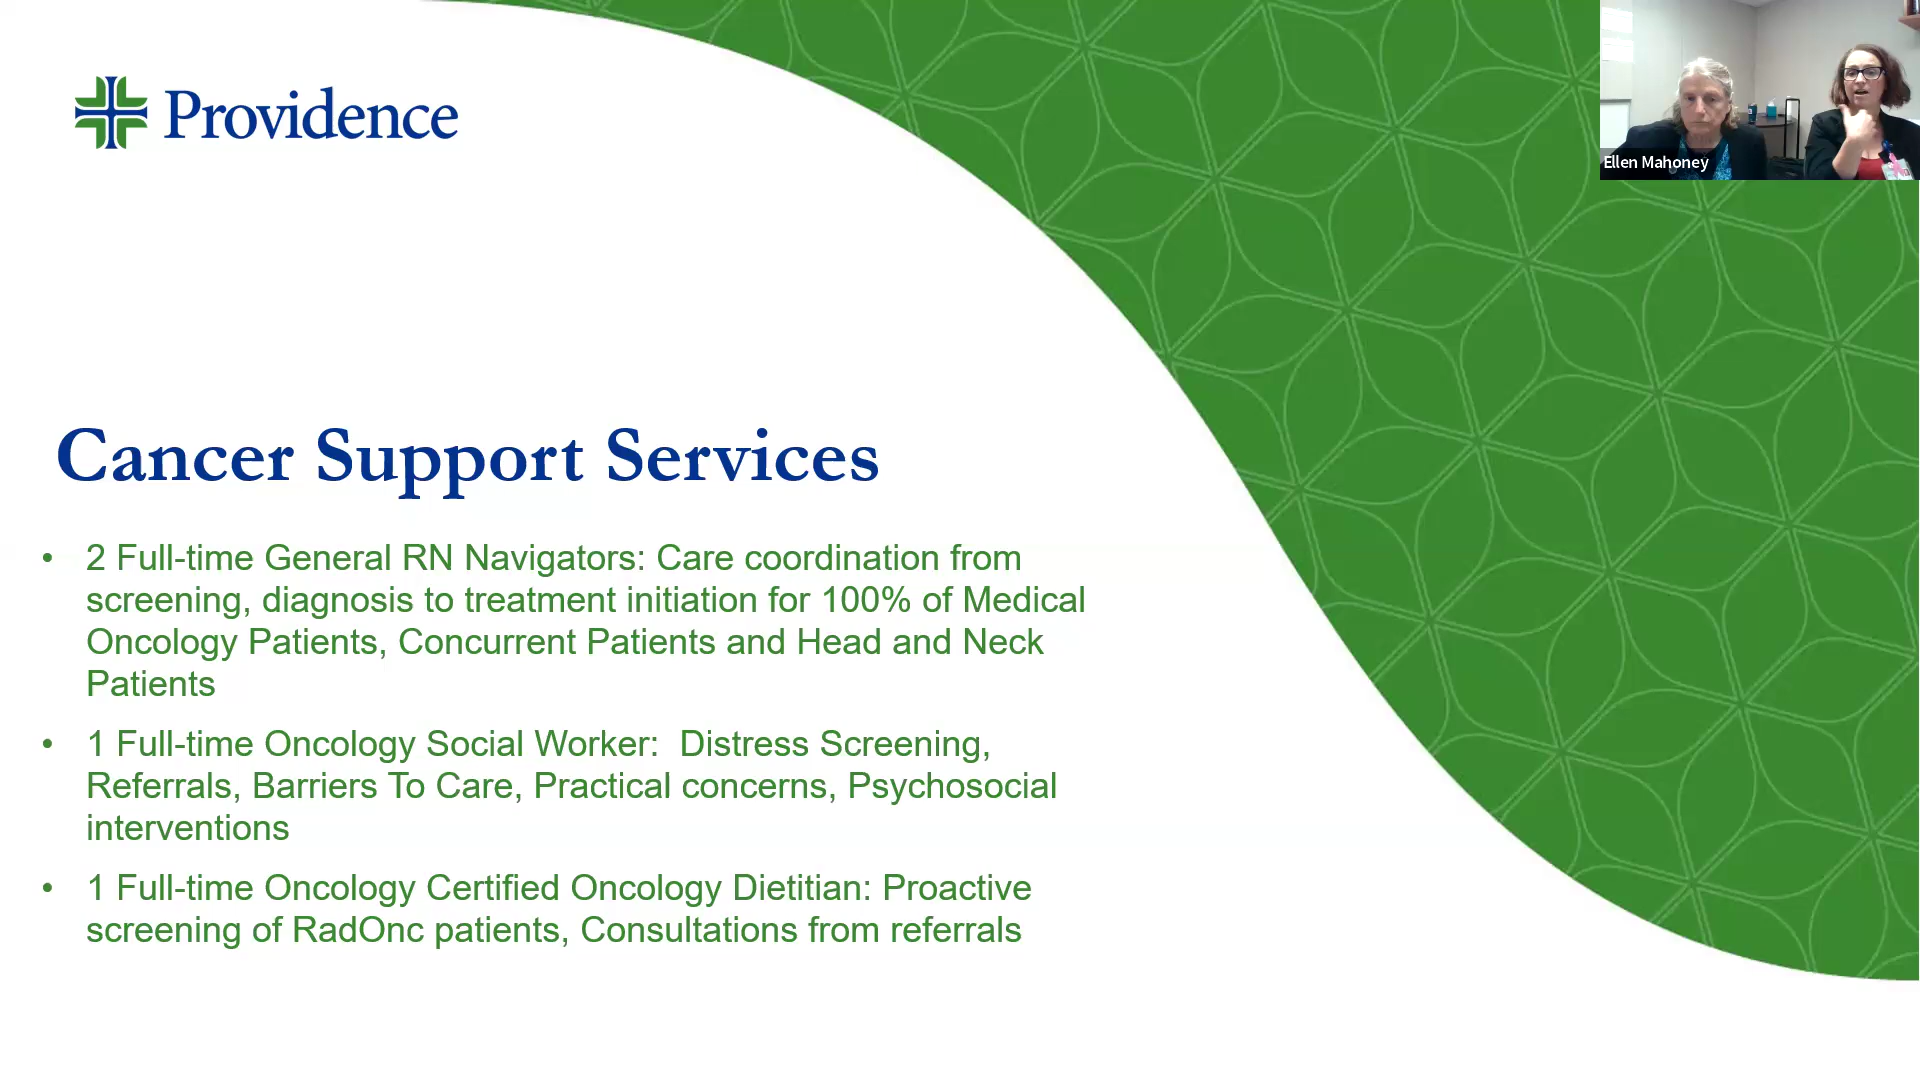 Providence
Ellen Mahoney
Cancer Support Services
• 2 Full-time General RN Navigators: Care coordination from
screening, diagnosis to treatment initiation for 100% of Medical
Oncology Patients, Concurrent Patients and Head and Neck
Patients
• 1 Full-time Oncology Social Worker:  Distress Screening,
Referrals, Barriers To Care, Practical concerns, Psychosocial
interventions
• 1 Full-time Oncology Certified Oncology Dietitian: Proactive
screening of RadOnc patients, Consultations from referrals